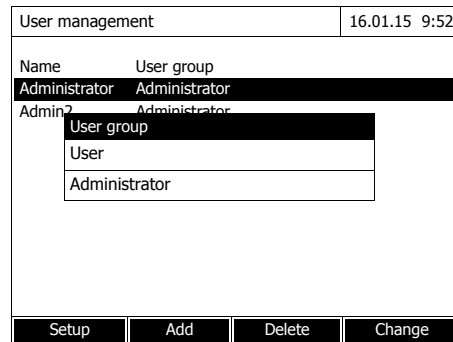 User management 16.01.15 9:52
Name User group
Administrator Administrator
Admin2 Administrator
User group
User
Administrator
Setup Add Delete Change